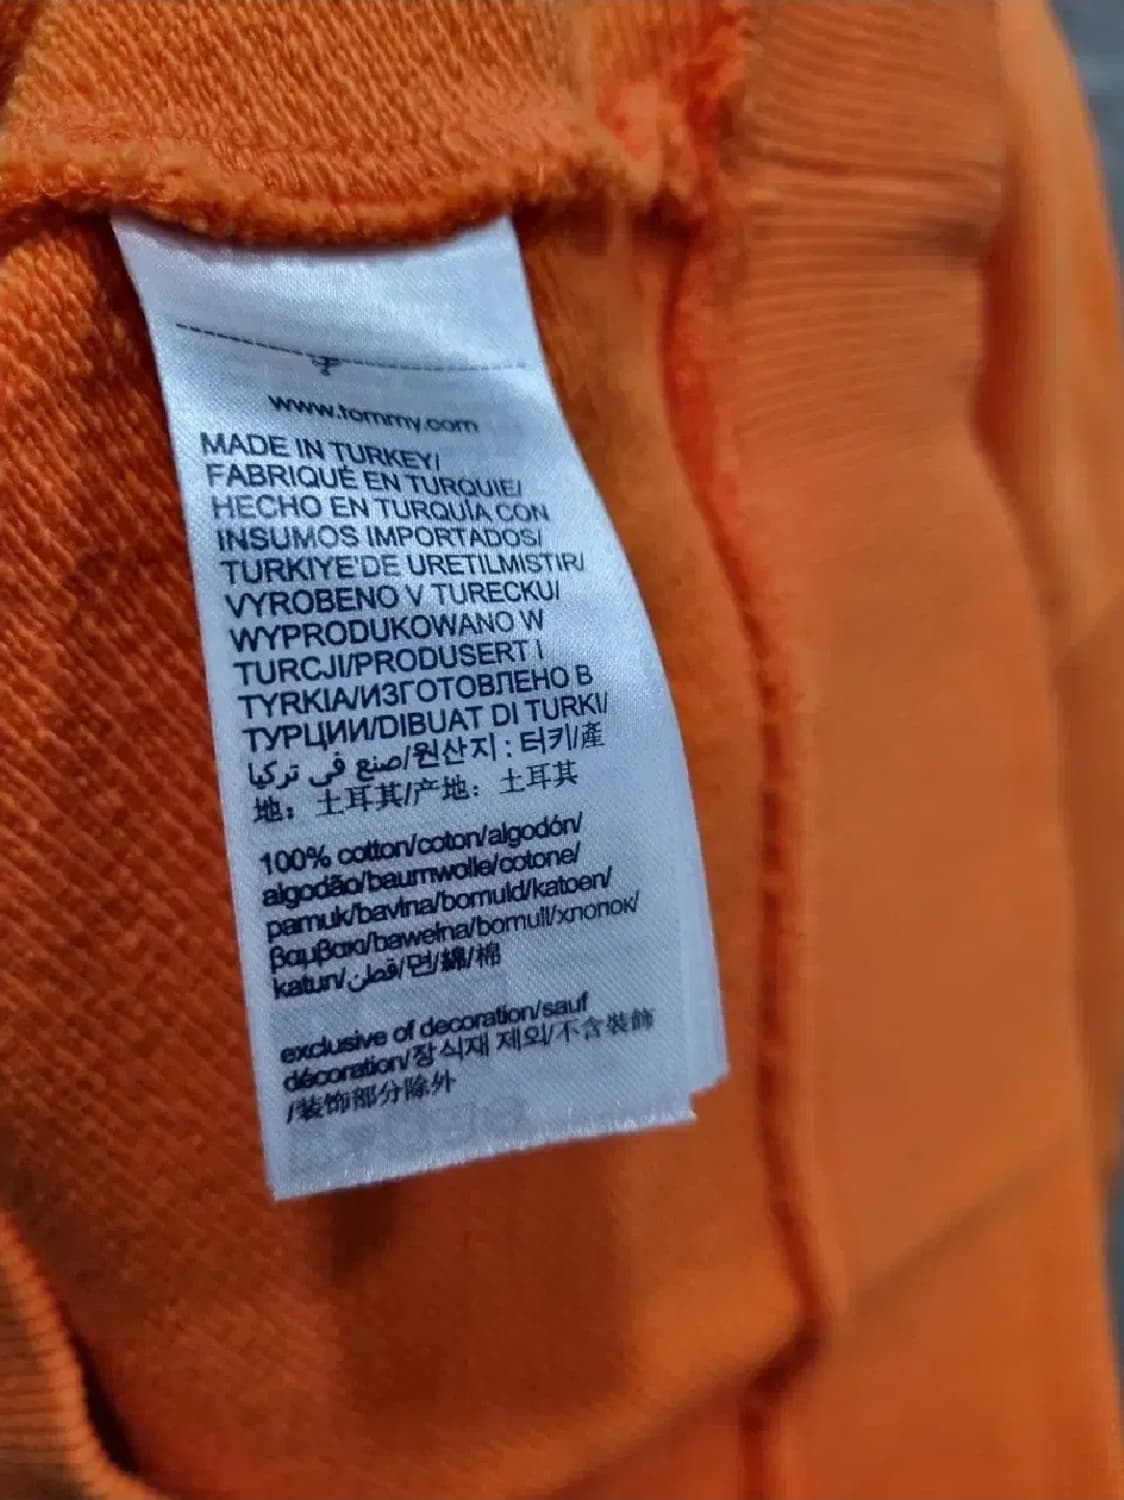 www.tommy.com
MADE IN TURKEY/
FABRIQUÉ EN TURQUIE/
HECHO EN TURQUÍA CON
INSUMOS IMPORTADOS/
TURKIYE'DE URETILMISTIR/
VYROBENO V TURECKU/
WYPRODUKOWANO W
TURCJI/PRODUSERT I
TYRKIA/ИЗГОТОВЛЕНО В
ТУРЦИИ/DIBUAT DI TURKI/
صنع في تركيا/원산지 : 터키/產
地：土耳其/产地：土耳其
100% cotton/coton/algodón/
algodão/baumwolle/cotone/
pamuk/bavlna/bomuld/katoen/
βαμβακι/bawełna/bomull/хлопок/
katun/قطن/면/綿/棉
exclusive of decoration/sauf
décoration/장식재 제외/不含裝飾
/装饰部分除外